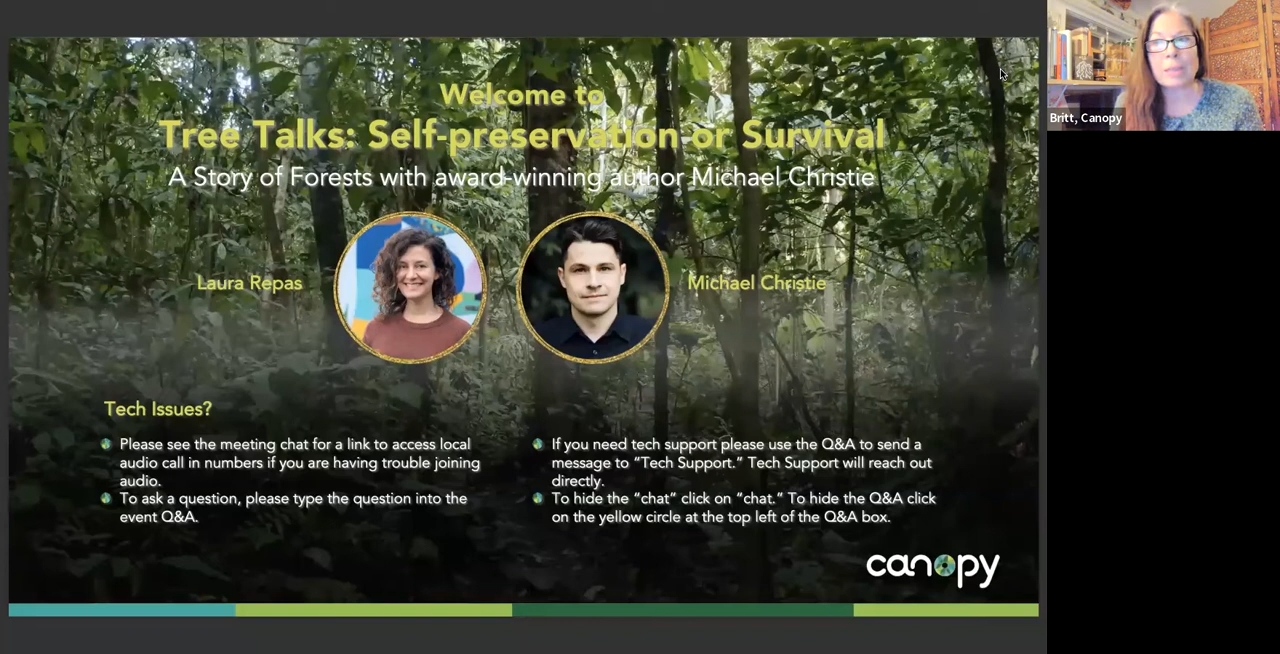 Welcome to
Tree Talks: Self-preservation or Survival
A Story of Forests with award-winning author Michael Christie
Laura Repas
Michael Christie
Tech Issues?
Please see the meeting chat for a link to access local
audio call in numbers if you are having trouble joining
audio.
To ask a question, please type the question into the
event Q&A.
If you need tech support please use the Q&A to send a
message to “Tech Support.” Tech Support will reach out
directly.
To hide the “chat” click on “chat.” To hide the Q&A click
on the yellow circle at the top left of the Q&A box.
canopy
Britt, Canopy